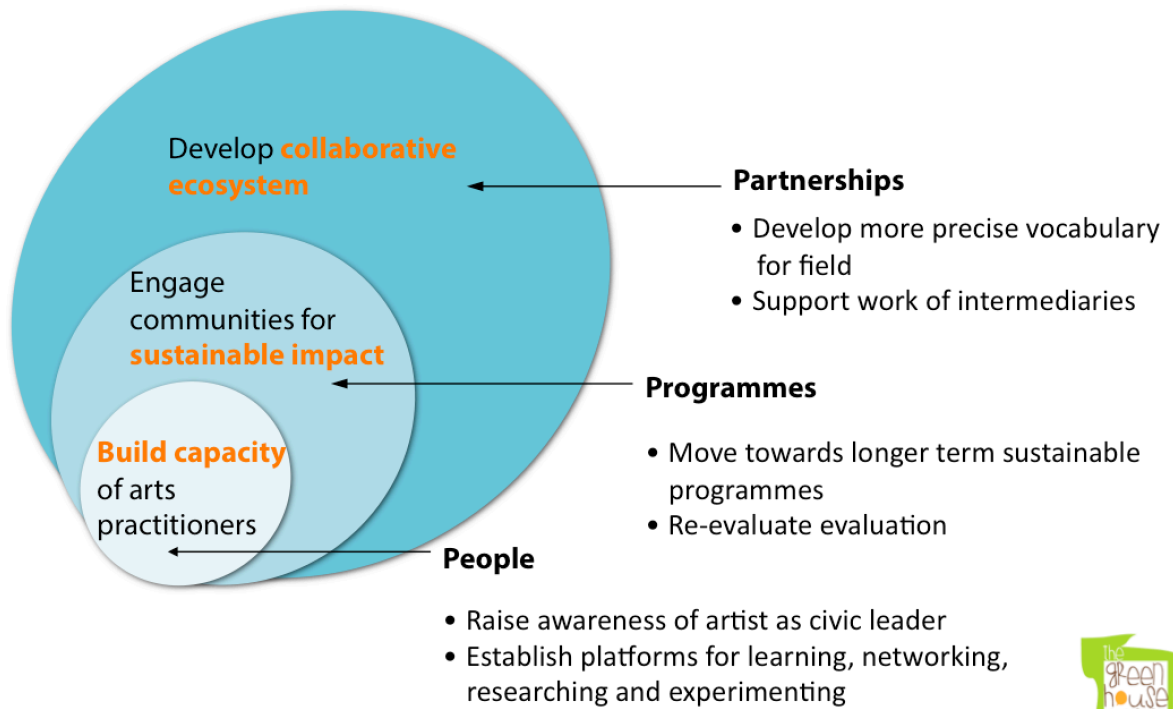 Develop collaborative
ecosystem
Partnerships
• Develop more precise vocabulary
for field
• Support work of intermediaries
Engage
communities for
sustainable impact
Programmes
• Move towards longer term sustainable
programmes
• Re-evaluate evaluation
Build capacity
of arts
practitioners
People
• Raise awareness of artist as civic leader
• Establish platforms for learning, networking,
researching and experimenting
the
green
house